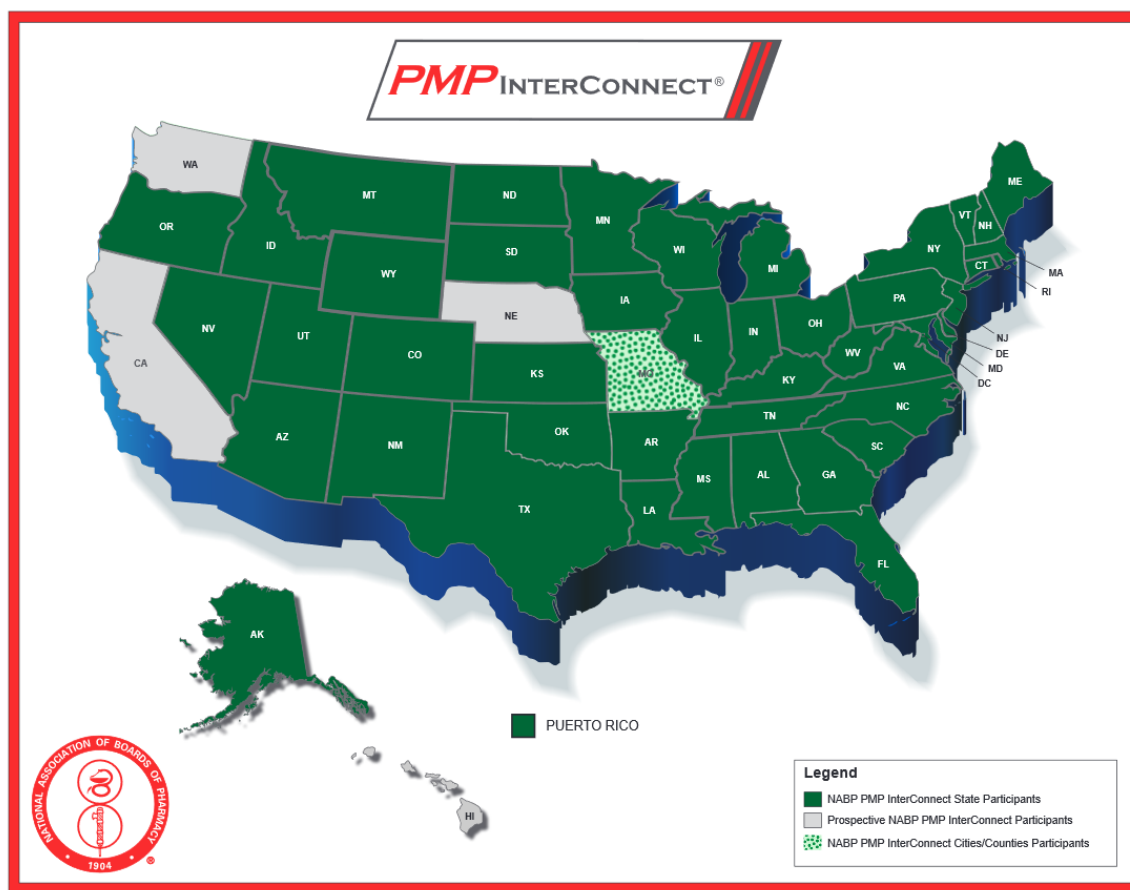 PMP INTERCONNECT®
WA
MT
ND
MN
ME
VT
NH
OR
ID
SD
WI
NY
MI
CT
MA
WY
RI
IA
PA
NE
NV
UT
CO
IL
IN
OH
NJ
DE
MD
DC
WV
VA
CA
KS
MO
KY
NC
TN
AZ
NM
OK
AR
SC
MS
AL
GA
TX
LA
FL
AK
PUERTO RICO
HI
NATIONAL ASSOCIATION OF BOARDS OF PHARMACY
• 1904 •
®
Legend
NABP PMP InterConnect State Participants
Prospective NABP PMP InterConnect Participants
NABP PMP InterConnect Cities/Counties Participants